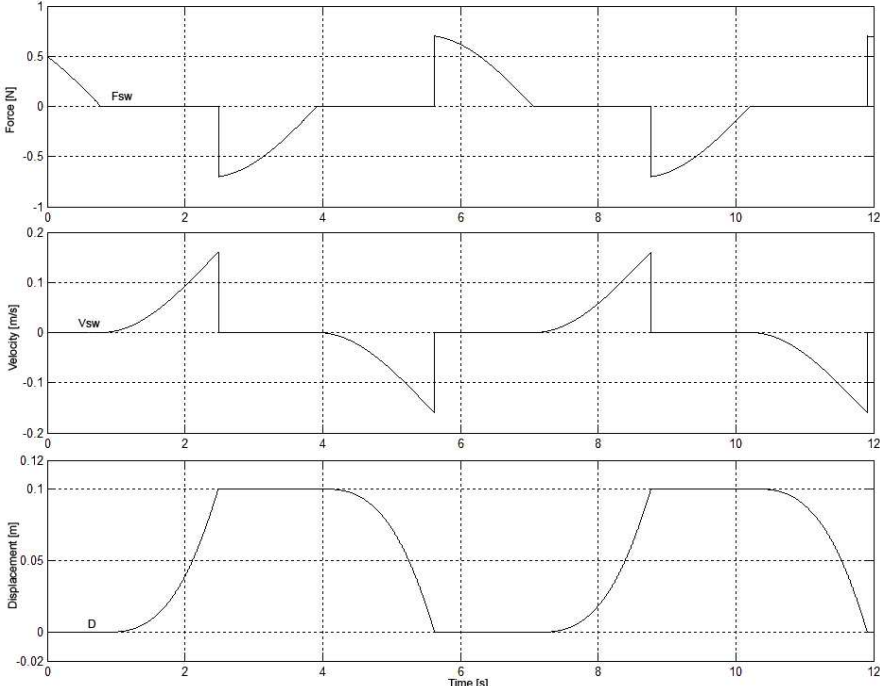 1
0.5
0
-0.5
-1
Force [N]
Fsw
0 2 4 6 8 10 12
0.2
0.1
0
-0.1
-0.2
Velocity [m/s]
Vsw
0 2 4 6 8 10 12
0.12
0.1
0.05
0
-0.02
Displacement [m]
D
0 2 4 6 8 10 12
Time [s]